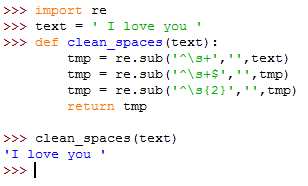 >>> import re
>>> text = ' I love you '
>>> def clean_spaces(text):
        tmp = re.sub('^\s+','',text)
        tmp = re.sub('^\s+$','',tmp)
        tmp = re.sub('^\s{2}','',tmp)
        return tmp

>>> clean_spaces(text)
'I love you '
>>>